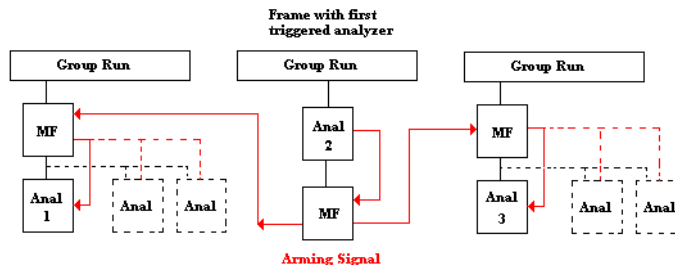 Frame with first
triggered analyzer
Group Run
Group Run
Group Run
MF
Anal
2
MF
Anal
1
Anal
Anal
MF
Anal
3
Anal
Anal
Arming Signal